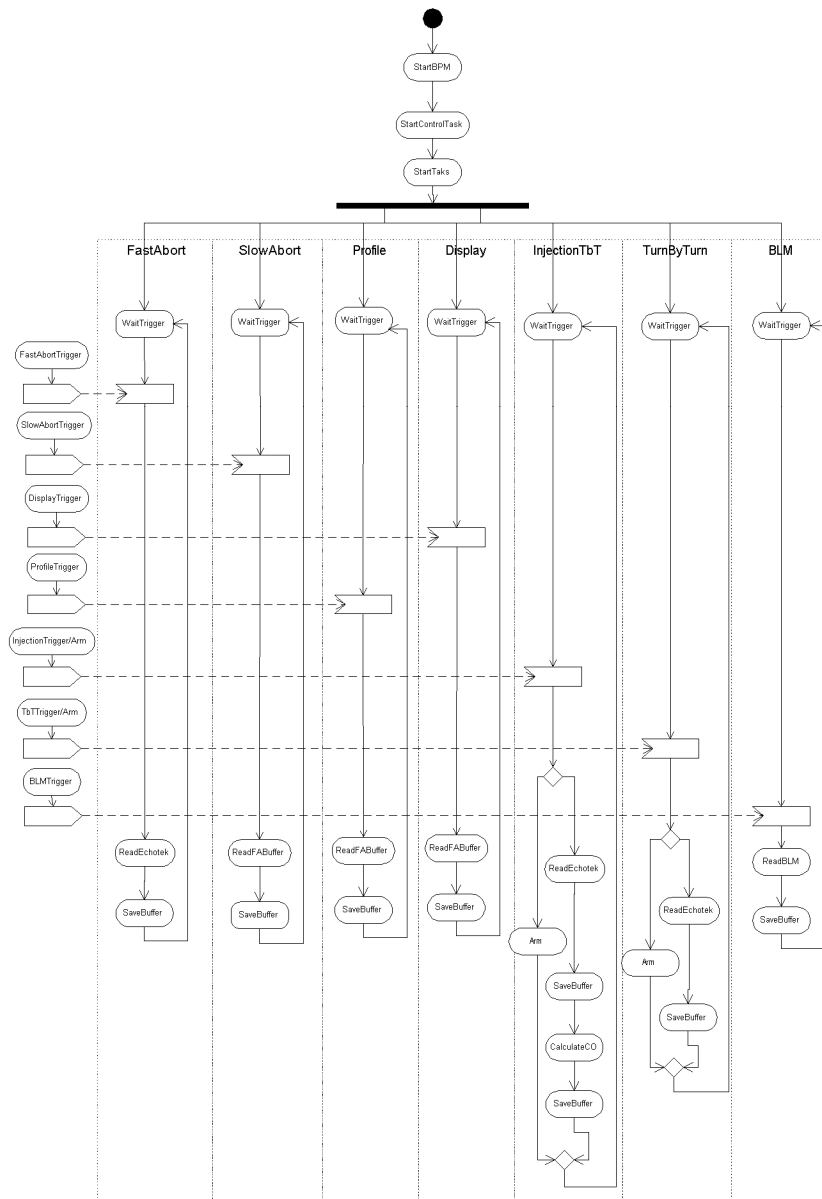 StartBPM
StartControlTask
StartTaks
FastAbort
SlowAbort
Profile
Display
InjectionTbT
TurnByTurn
BLM
WaitTrigger
WaitTrigger
WaitTrigger
WaitTrigger
WaitTrigger
WaitTrigger
WaitTrigger
FastAbortTrigger
SlowAbortTrigger
DisplayTrigger
ProfileTrigger
InjectionTrigger/Arm
TbTTrigger/Arm
BLMTrigger
ReadEchotek
ReadFABuffer
ReadFABuffer
ReadFABuffer
ReadEchotek
ReadBLM
SaveBuffer
SaveBuffer
SaveBuffer
SaveBuffer
ReadEchotek
SaveBuffer
Arm
Arm
SaveBuffer
SaveBuffer
CalculateCO
SaveBuffer